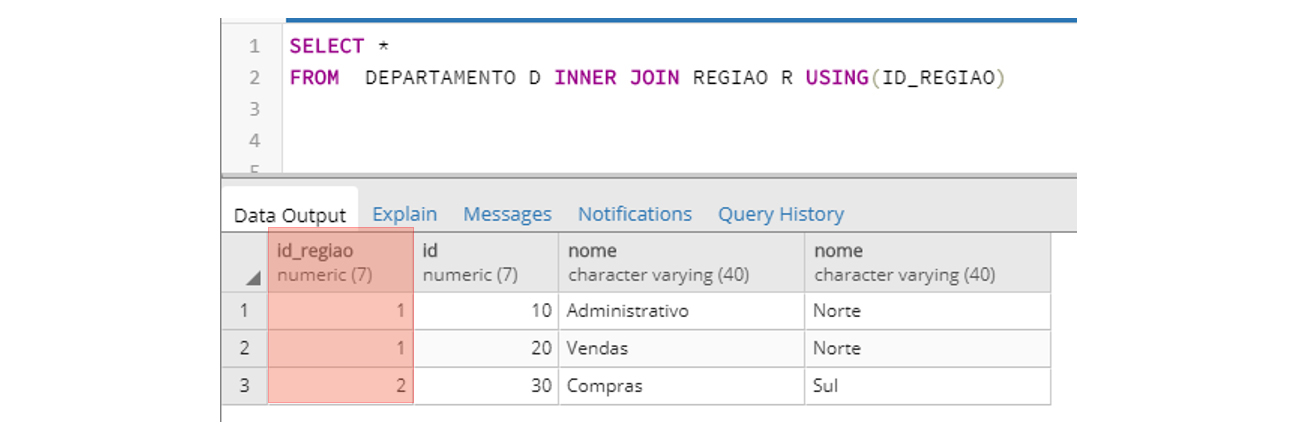 1 SELECT *
2 FROM  DEPARTAMENTO D INNER JOIN REGIAO R USING(ID_REGIAO)
3
4
5
Data Output Explain Messages Notifications Query History
id_regiao id nome nome
numeric (7) numeric (7) character varying (40) character varying (40)
1 1 10 Administrativo Norte
2 1 20 Vendas Norte
3 2 30 Compras Sul